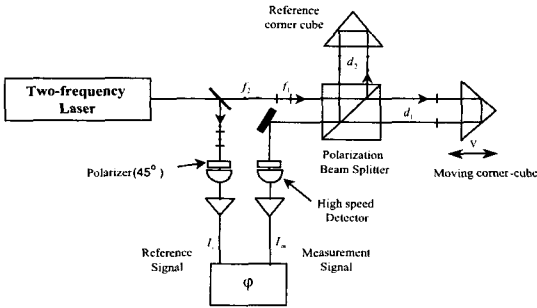 Reference
corner cube
d₂
Two-frequency
Laser
f₂
f₁
d₁
V
Polarizer(45°)
Polarization
Beam Splitter
Moving corner-cube
High speed
Detector
Reference
Signal
Iᵣ
Iₘ
Measurement
Signal
φ